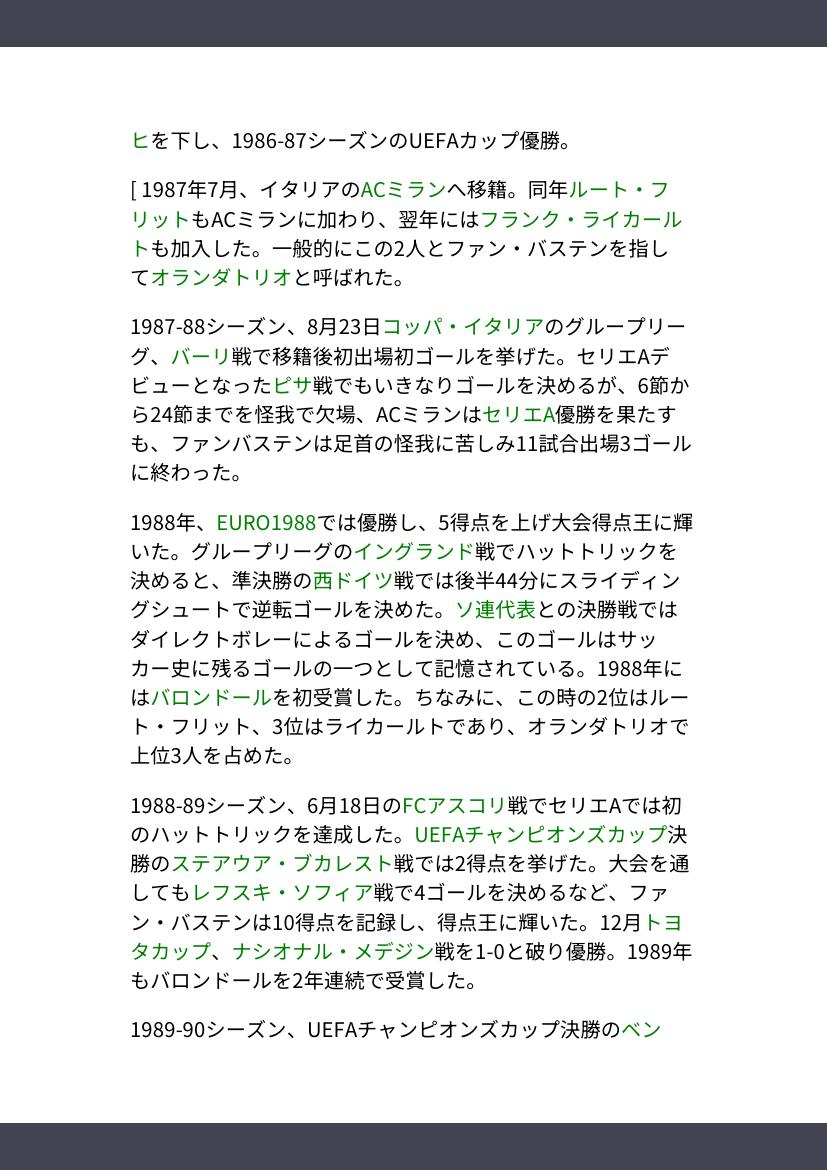 ヒを下し、1986-87シーズンのUEFAカップ優勝。
[ 1987年7月、イタリアのACミランへ移籍。同年ルート・フ
リットもACミランに加わり、翌年にはフランク・ライカール
トも加入した。一般的にこの2人とファン・バステンを指し
てオランダトリオと呼ばれた。
1987-88シーズン、8月23日コッパ・イタリアのグループリー
グ、バーリ戦で移籍後初出場初ゴールを挙げた。セリエAデ
ビューとなったピサ戦でもいきなりゴールを決めるが、6節か
ら24節までを怪我で欠場、ACミランはセリエA優勝を果たす
も、ファンバステンは足首の怪我に苦しみ11試合出場3ゴール
に終わった。
1988年、EURO1988では優勝し、5得点を上げ大会得点王に輝
いた。グループリーグのイングランド戦でハットトリックを
決めると、準決勝の西ドイツ戦では後半44分にスライディン
グシュートで逆転ゴールを決めた。ソ連代表との決勝戦では
ダイレクトボレーによるゴールを決め、このゴールはサッ
カー史に残るゴールの一つとして記憶されている。1988年に
はバロンドールを初受賞した。ちなみに、この時の2位はルー
ト・フリット、3位はライカールトであり、オランダトリオで
上位3人を占めた。
1988-89シーズン、6月18日のFCアスコリ戦でセリエAでは初
のハットトリックを達成した。UEFAチャンピオンズカップ決
勝のステアウア・ブカレスト戦では2得点を挙げた。大会を通
してもレフスキ・ソフィア戦で4ゴールを決めるなど、ファ
ン・バステンは10得点を記録し、得点王に輝いた。12月トヨ
タカップ、ナシオナル・メデジン戦を1-0と破り優勝。1989年
もバロンドールを2年連続で受賞した。
1989-90シーズン、UEFAチャンピオンズカップ決勝のベン